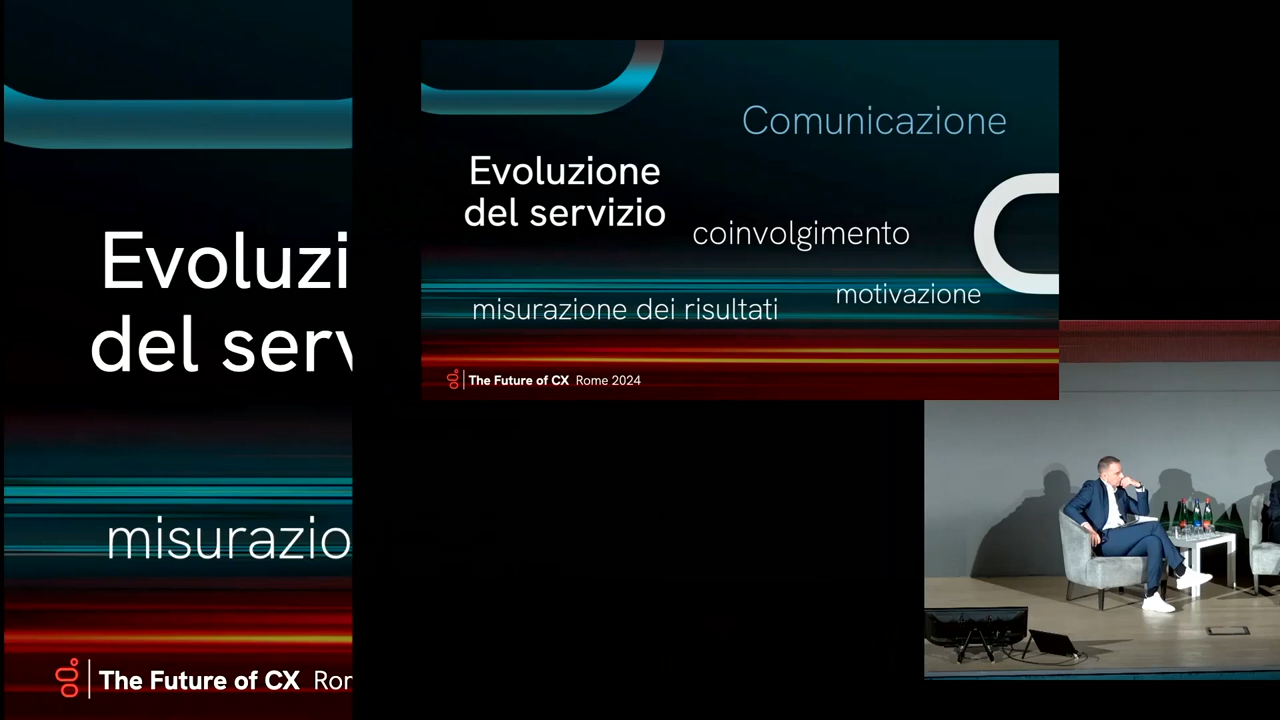 Evoluzi
del serv
misurazio
The Future of CX Ror
Comunicazione
Evoluzione
del servizio
coinvolgimento
motivazione
misurazione dei risultati
The Future of CX Rome 2024